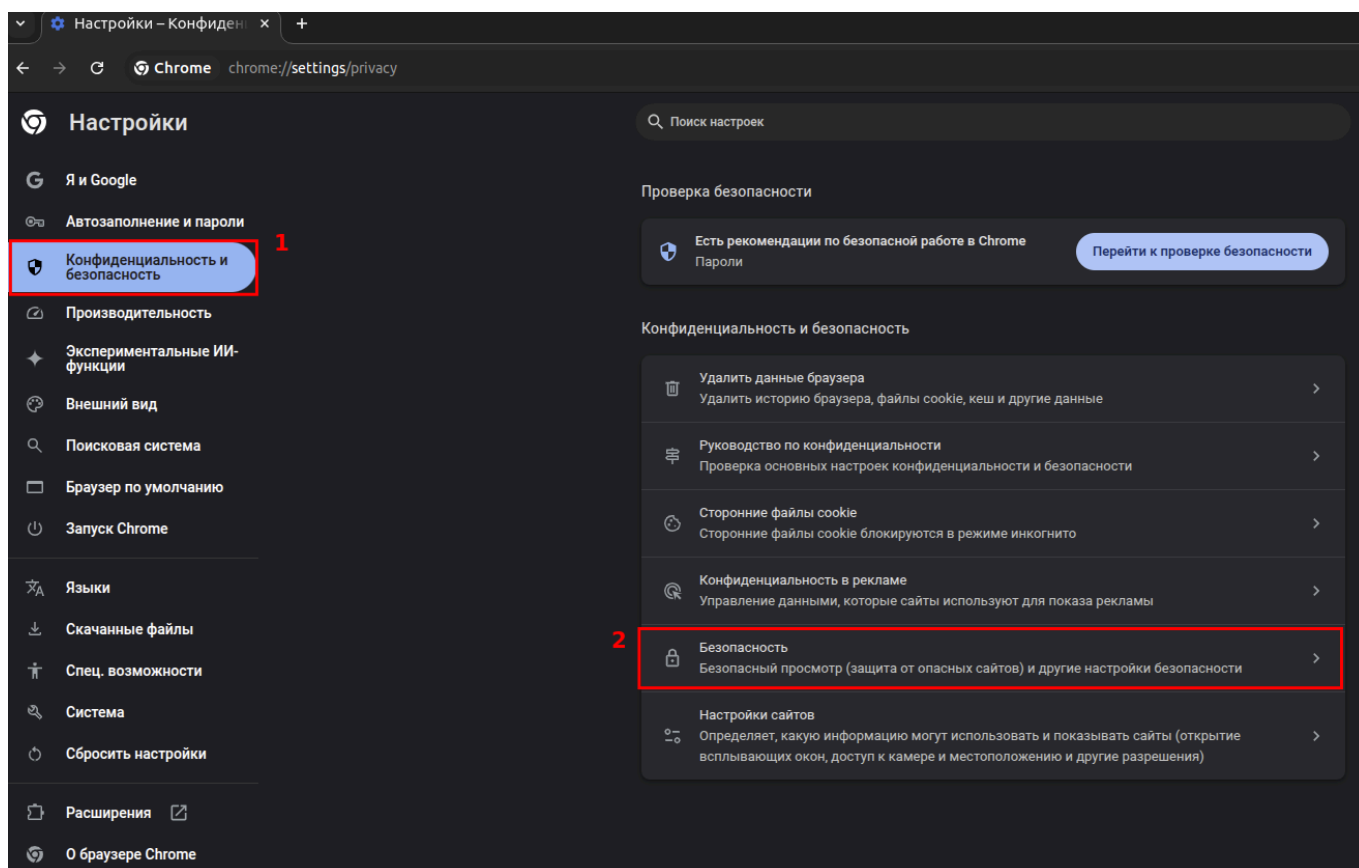 Настройки – Конфиден
Chrome chrome://settings/privacy
Настройки
Поиск настроек
Я и Google
Автозаполнение и пароли
1
Конфиденциальность и
безопасность
Производительность
Экспериментальные ИИ-
функции
Внешний вид
Поисковая система
Браузер по умолчанию
Запуск Chrome
Языки
Скачанные файлы
Спец. возможности
Система
Сбросить настройки
Расширения
О браузере Chrome
Проверка безопасности
Есть рекомендации по безопасной работе в Chrome
Пароли
Перейти к проверке безопасности
Конфиденциальность и безопасность
Удалить данные браузера
Удалить историю браузера, файлы cookie, кеш и другие данные
Руководство по конфиденциальности
Проверка основных настроек конфиденциальности и безопасности
Сторонние файлы cookie
Сторонние файлы cookie блокируются в режиме инкогнито
Конфиденциальность в рекламе
Управление данными, которые сайты используют для показа рекламы
2
Безопасность
Безопасный просмотр (защита от опасных сайтов) и другие настройки безопасности
Настройки сайтов
Определяет, какую информацию могут использовать и показывать сайты (открытие
всплывающих окон, доступ к камере и местоположению и другие разрешения)